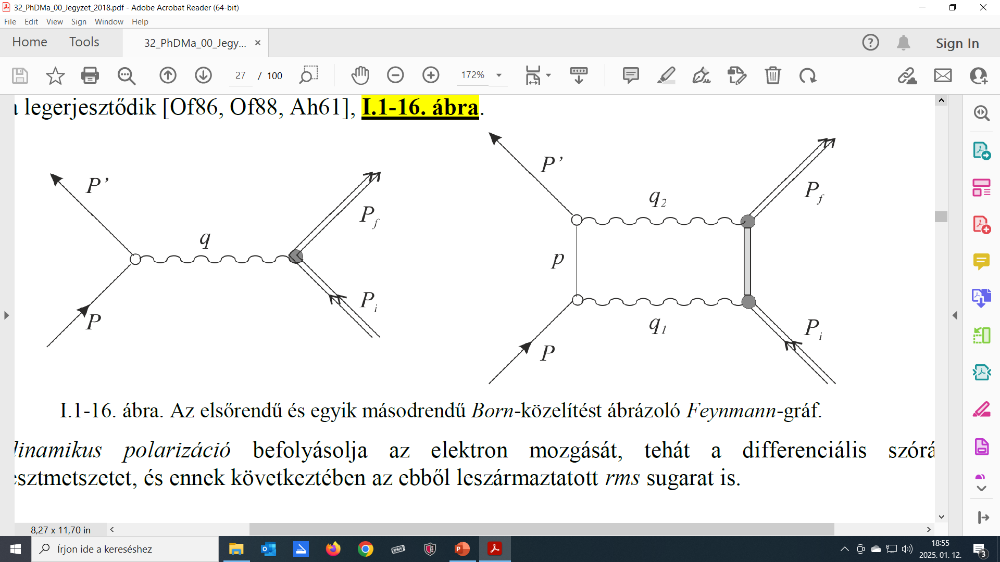 32_PhDMa_00_Jegyzet_2018.pdf - Adobe Acrobat Reader (64-bit)
File Edit View Sign Window Help
Home Tools 32_PhDMa_00_Jegy... × Sign In
27 / 100 172%
a legerjesztődik [Of86, Of88, Ah61], I.1-16. ábra.
P’ q P P_f P_i
P’ q_2 P_f p q_1 P P_i
I.1-16. ábra. Az elsőrendű és egyik másodrendű Born-közelítést ábrázoló Feynmann-gráf.
dinamikus polarizáció befolyásolja az elektron mozgását, tehát a differenciális szórá
esztmetszetet, és ennek következtében az ebből leszármaztatott rms sugarat is.
8,27 x 11,70 in
Írjon ide a kereséshez
18:55
2025. 01. 12.
3